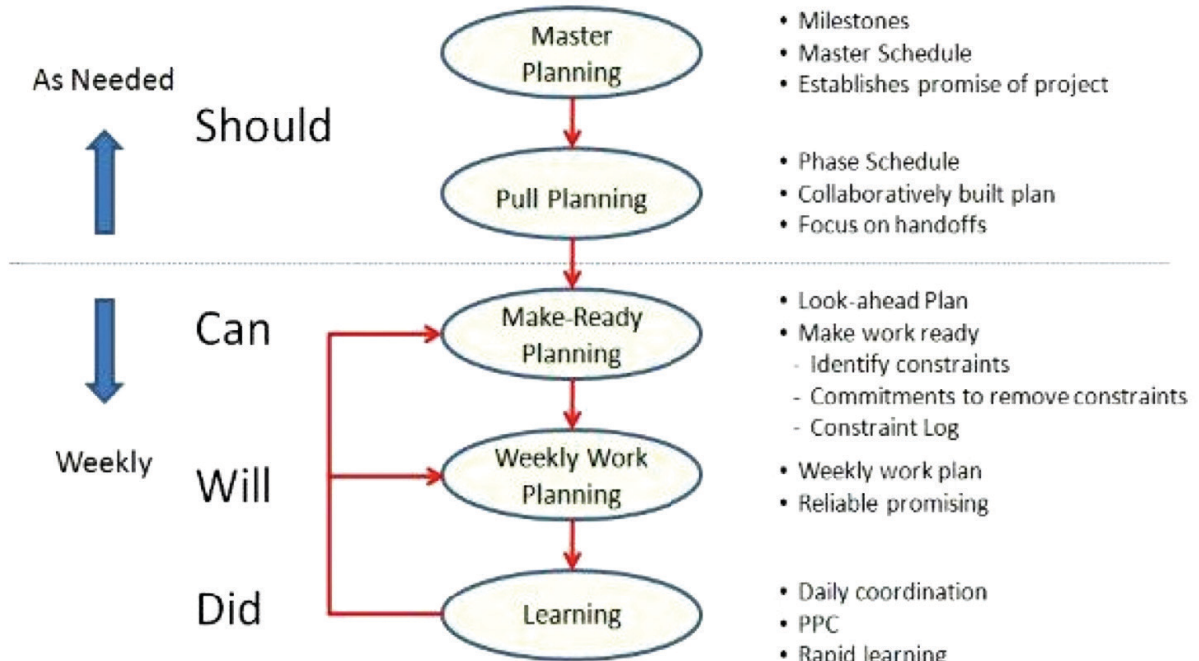 Master
Planning
• Milestones
• Master Schedule
• Establishes promise of project
As Needed
Should
Pull Planning
• Phase Schedule
• Collaboratively built plan
• Focus on handoffs
Can
Make-Ready
Planning
• Look-ahead Plan
• Make work ready
- Identify constraints
- Commitments to remove constraints
- Constraint Log
Weekly
Will
Weekly Work
Planning
• Weekly work plan
• Reliable promising
Did
Learning
• Daily coordination
• PPC
• Rapid learning